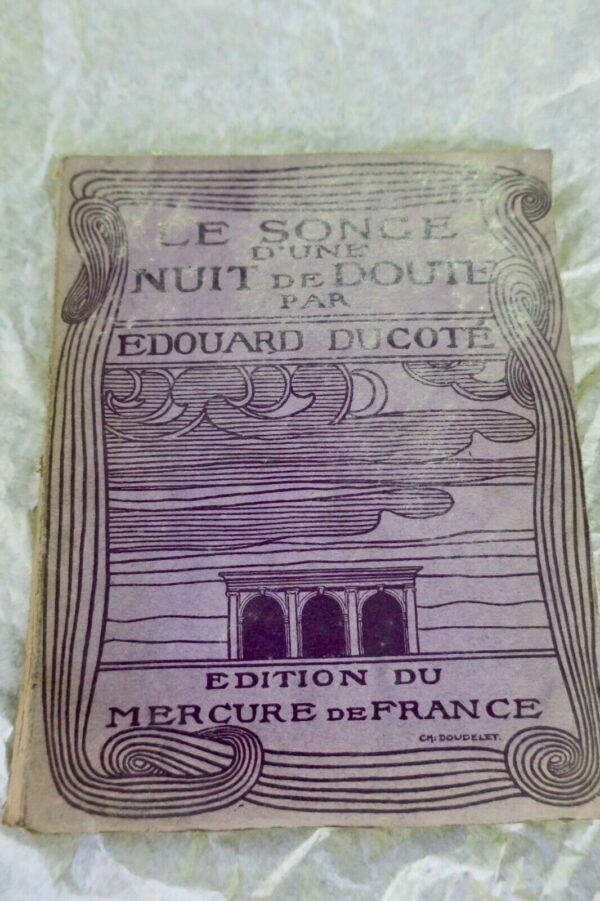 LE SONGE
D'UNE
NUIT DE DOUTE
PAR
EDOUARD DUCOTÉ
EDITION DU
MERCURE DE FRANCE
CH: DOUDELET.